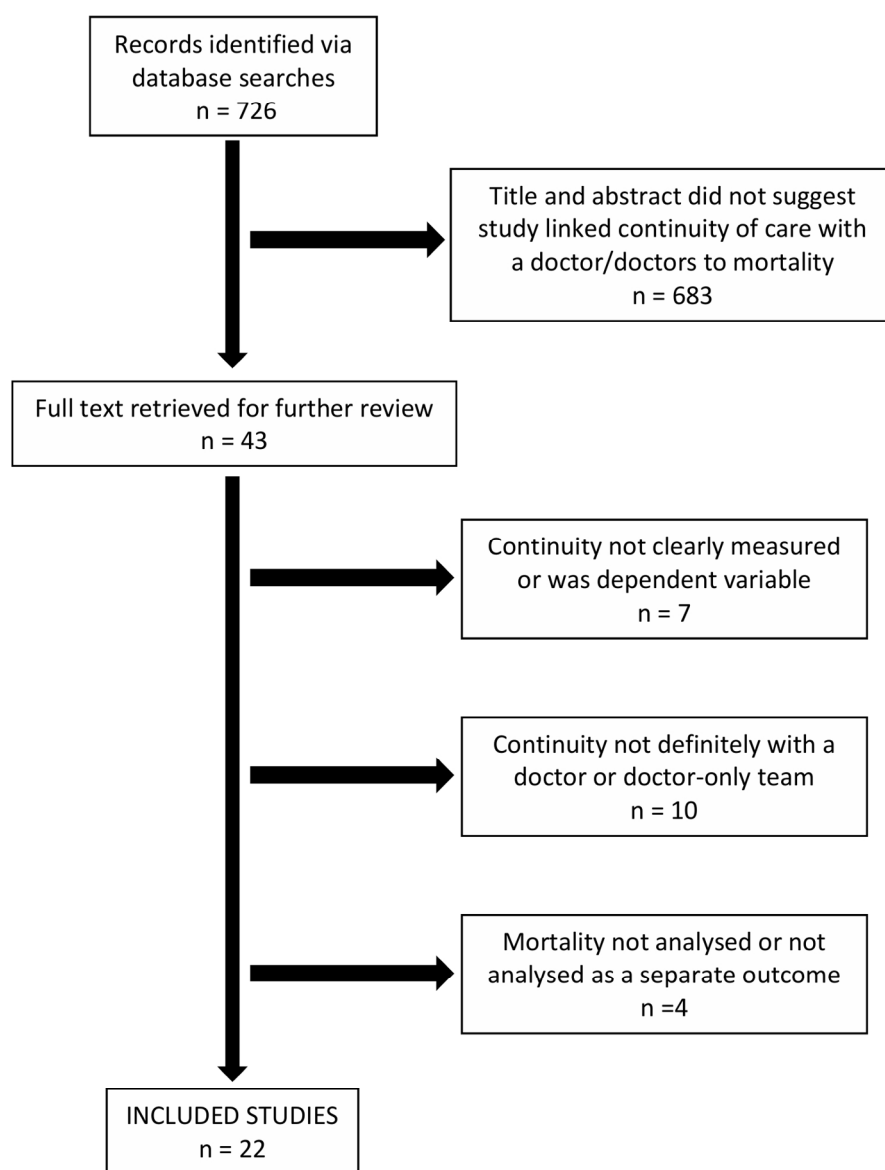 Records identified via
database searches
n = 726
Title and abstract did not suggest
study linked continuity of care with
a doctor/doctors to mortality
n = 683
Full text retrieved for further review
n = 43
Continuity not clearly measured
or was dependent variable
n = 7
Continuity not definitely with a
doctor or doctor-only team
n = 10
Mortality not analysed or not
analysed as a separate outcome
n =4
INCLUDED STUDIES
n = 22